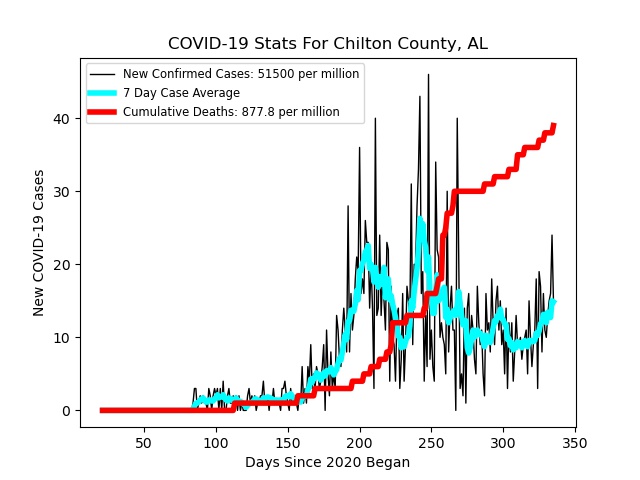 COVID-19 Stats For Chilton County, AL
New Confirmed Cases: 51500 per million
7 Day Case Average
Cumulative Deaths: 877.8 per million
New COVID-19 Cases
40
30
20
10
0
50 100 150 200 250 300 350
Days Since 2020 Began